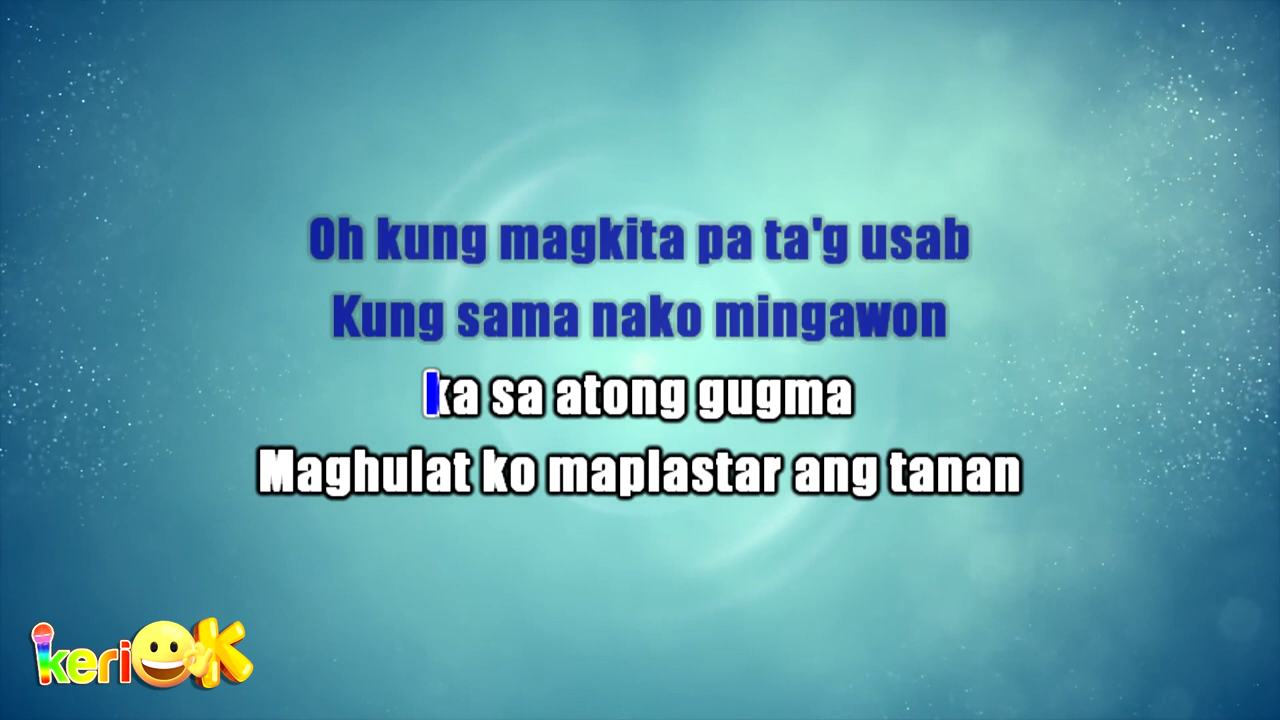 Oh kung magkita pa ta'g usab
Kung sama nako mingawon
ka sa atong gugma
Maghulat ko maplastar ang tanan
keriOK